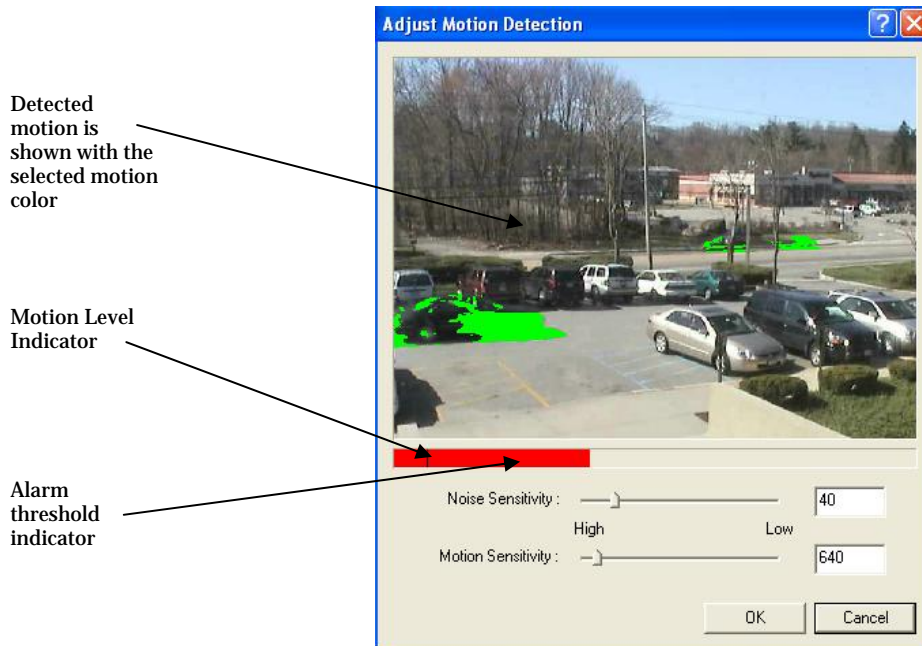 Adjust Motion Detection
Detected
motion is
shown with the
selected motion
color
Motion Level
Indicator
Alarm
threshold
indicator
Noise Sensitivity : 40
High Low
Motion Sensitivity : 640
OK Cancel